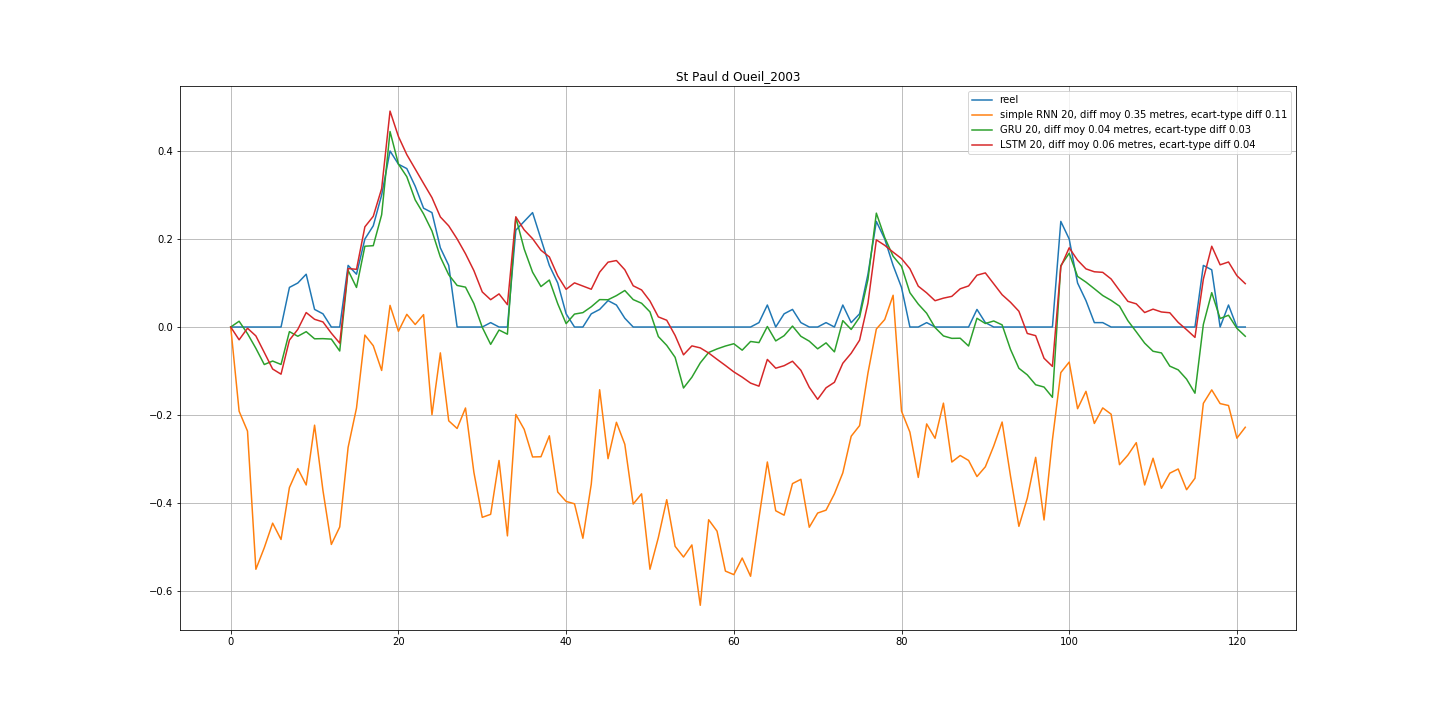 St Paul d Oueil_2003
reel
simple RNN 20, diff moy 0.35 metres, ecart-type diff 0.11
GRU 20, diff moy 0.04 metres, ecart-type diff 0.03
LSTM 20, diff moy 0.06 metres, ecart-type diff 0.04
0.4
0.2
0.0
−0.2
−0.4
−0.6
0 20 40 60 80 100 120